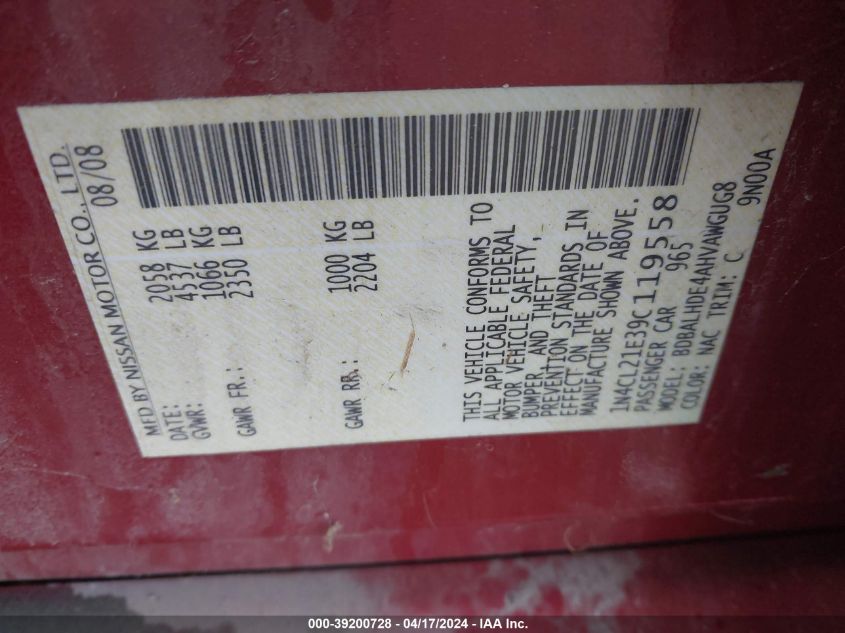 MFD BY NISSAN MOTOR CO., LTD.
DATE: 08/08
GVWR: 2058 KG
4537 LB
GAWR FR.: 1066 KG
2350 LB
GAWR RR.: 1000 KG
2204 LB
THIS VEHICLE CONFORMS TO
ALL APPLICABLE FEDERAL
MOTOR VEHICLE SAFETY,
BUMPER, AND THEFT
PREVENTION STANDARDS IN
EFFECT ON THE DATE OF
MANUFACTURE SHOWN ABOVE.
1N4CL21E39C119558
PASSENGER CAR 965
MODEL: BDBALHDE4AHVAWGUG8
COLOR: NAC TRIM: C 9N00A
000-39200728 - 04/17/2024 - IAA Inc.